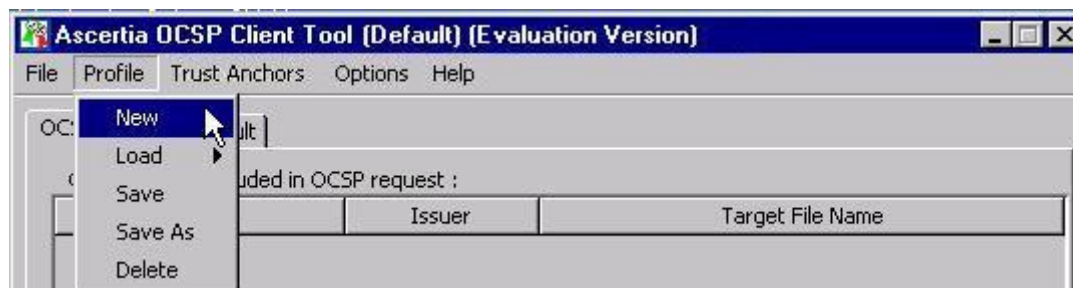 Ascertia OCSP Client Tool (Default) (Evaluation Version)
File Profile Trust Anchors Options Help
New
Load
uded in OCSP request :
Save
Issuer Target File Name
Save As
Delete